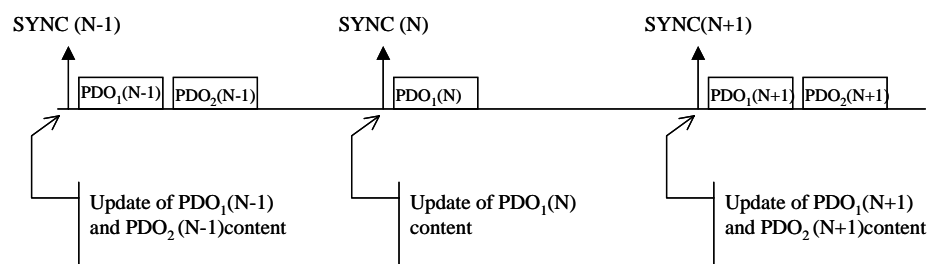 SYNC (N-1)
SYNC (N)
SYNC(N+1)
PDO₁(N-1)
PDO₂(N-1)
PDO₁(N)
PDO₁(N+1)
PDO₂(N+1)
Update of PDO₁(N-1)
and PDO₂ (N-1)content
Update of PDO₁(N)
content
Update of PDO₁(N+1)
and PDO₂ (N+1)content